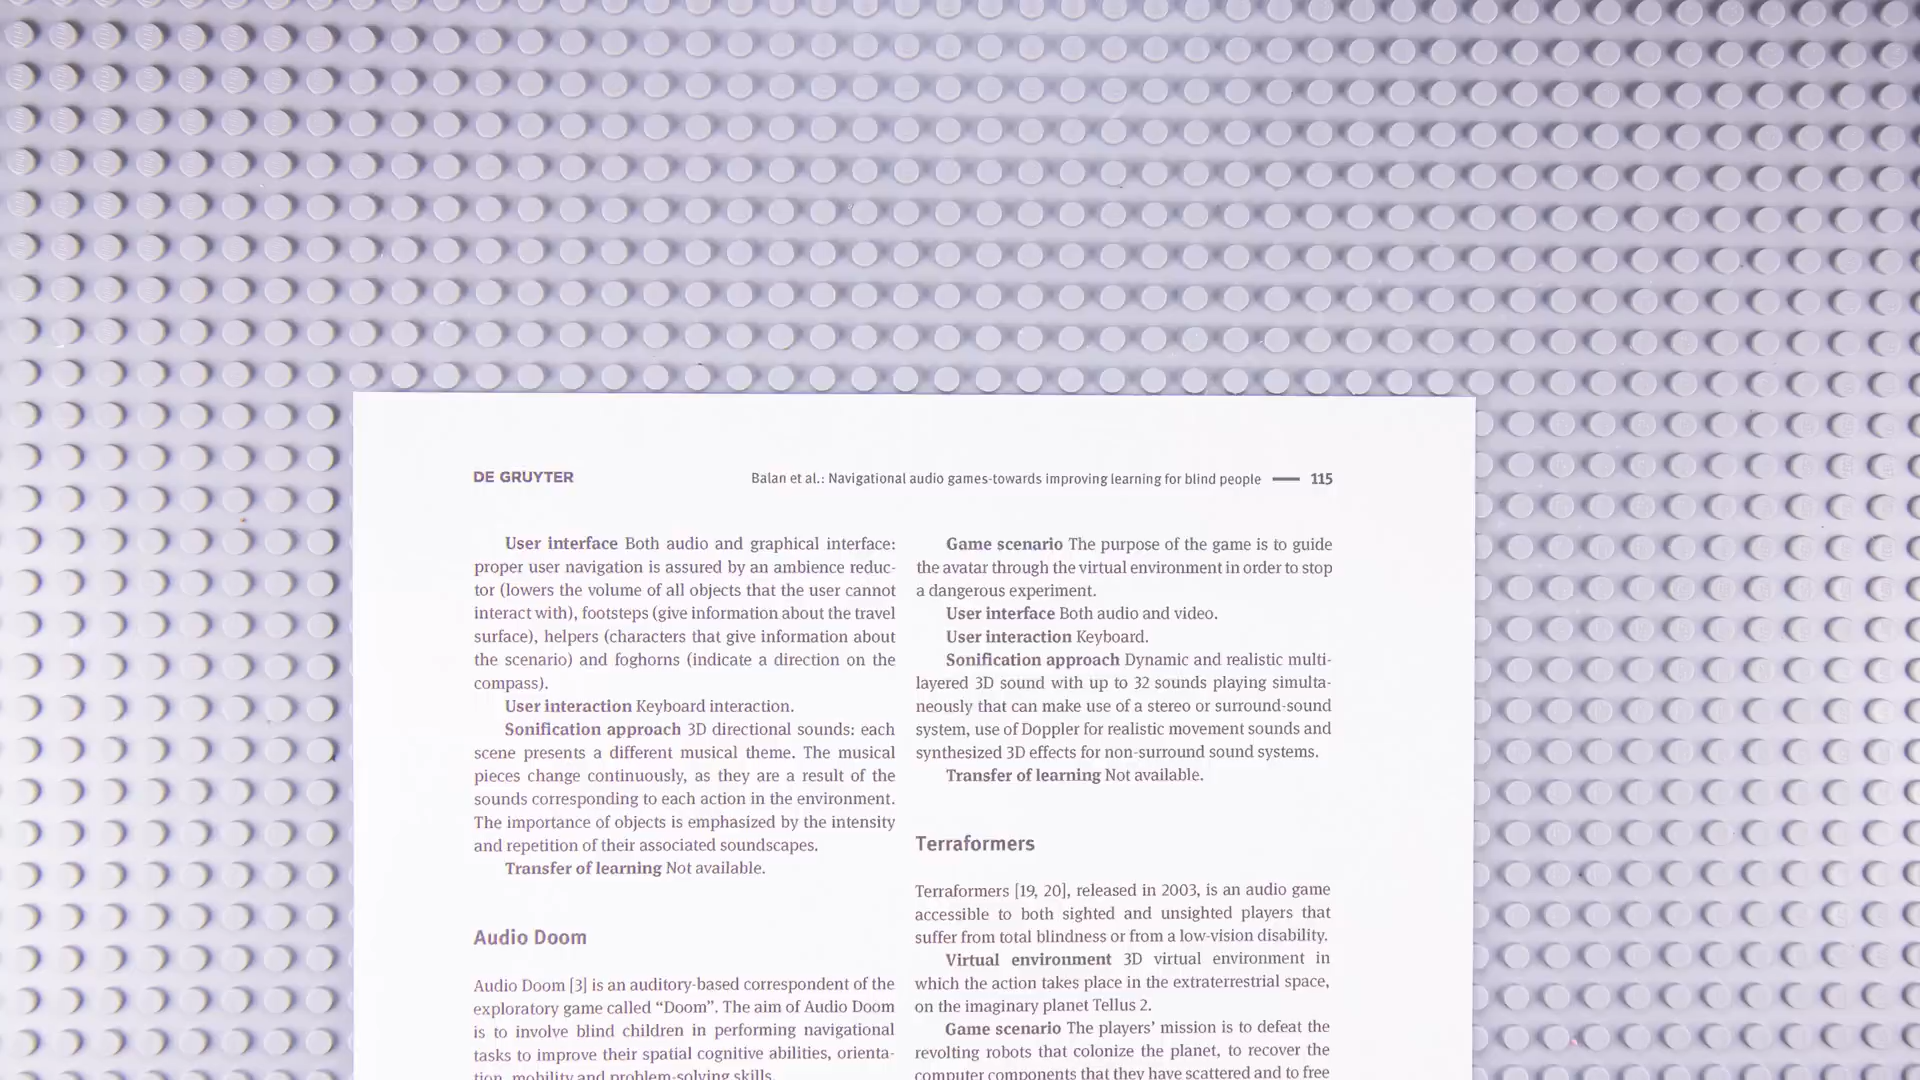 DE GRUYTER
Balan et al.: Navigational audio games-towards improving learning for blind people — 115
User interface Both audio and graphical interface:
proper user navigation is assured by an ambience reduc-
tor (lowers the volume of all objects that the user cannot
interact with), footsteps (give information about the travel
surface), helpers (characters that give information about
the scenario) and foghorns (indicate a direction on the
compass).
User interaction Keyboard interaction.
Sonification approach 3D directional sounds: each
scene presents a different musical theme. The musical
pieces change continuously, as they are a result of the
sounds corresponding to each action in the environment.
The importance of objects is emphasized by the intensity
and repetition of their associated soundscapes.
Transfer of learning Not available.
Audio Doom
Audio Doom [3] is an auditory-based correspondent of the
exploratory game called “Doom”. The aim of Audio Doom
is to involve blind children in performing navigational
tasks to improve their spatial cognitive abilities, orienta-
tion, mobility and problem-solving skills.
Game scenario The purpose of the game is to guide
the avatar through the virtual environment in order to stop
a dangerous experiment.
User interface Both audio and video.
User interaction Keyboard.
Sonification approach Dynamic and realistic multi-
layered 3D sound with up to 32 sounds playing simulta-
neously that can make use of a stereo or surround-sound
system, use of Doppler for realistic movement sounds and
synthesized 3D effects for non-surround sound systems.
Transfer of learning Not available.
Terraformers
Terraformers [19, 20], released in 2003, is an audio game
accessible to both sighted and unsighted players that
suffer from total blindness or from a low-vision disability.
Virtual environment 3D virtual environment in
which the action takes place in the extraterrestrial space,
on the imaginary planet Tellus 2.
Game scenario The players’ mission is to defeat the
revolting robots that colonize the planet, to recover the
computer components that they have scattered and to free